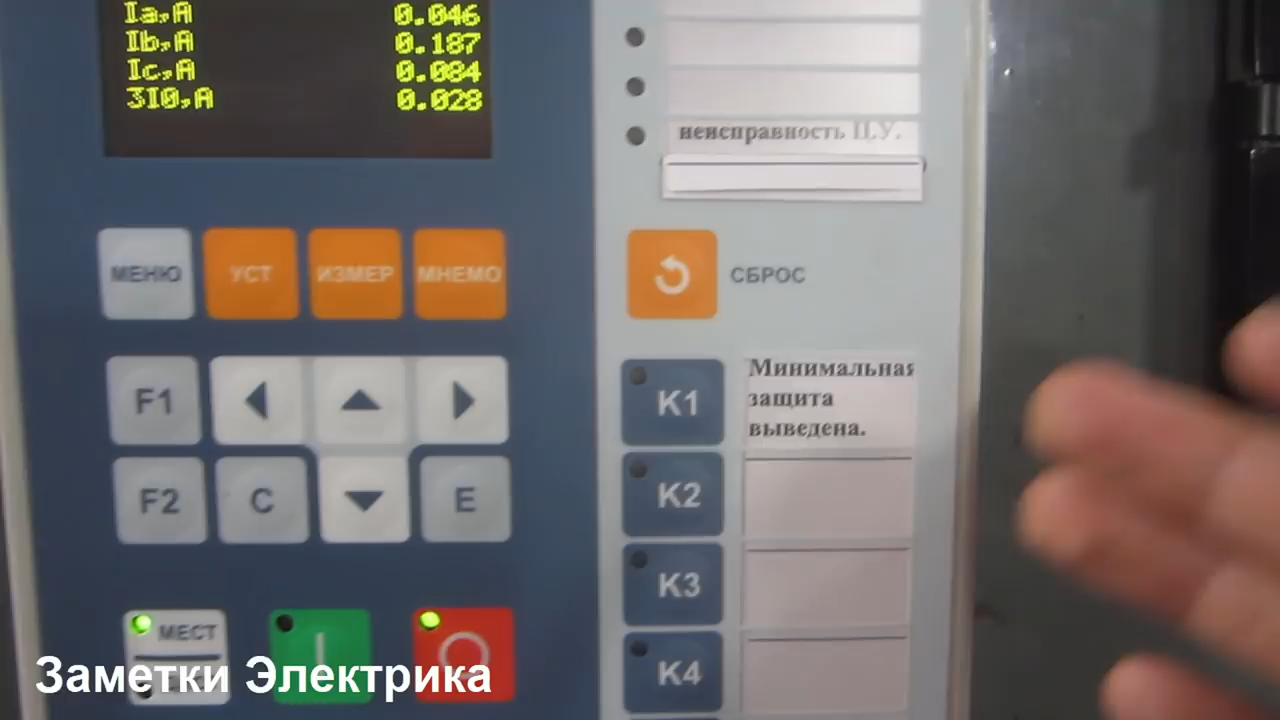 Ia,A 0.046
Ib,A 0.187
Ic,A 0.084
3I0,A 0.028
неисправность Ц.У.
МЕНЮ УСТ ИЗМЕР МНЕМО
СБРОС
F1
F2 C E
K1
Минимальная
защита
выведена.
K2
K3
K4
МЕСТ
Заметки Электрика